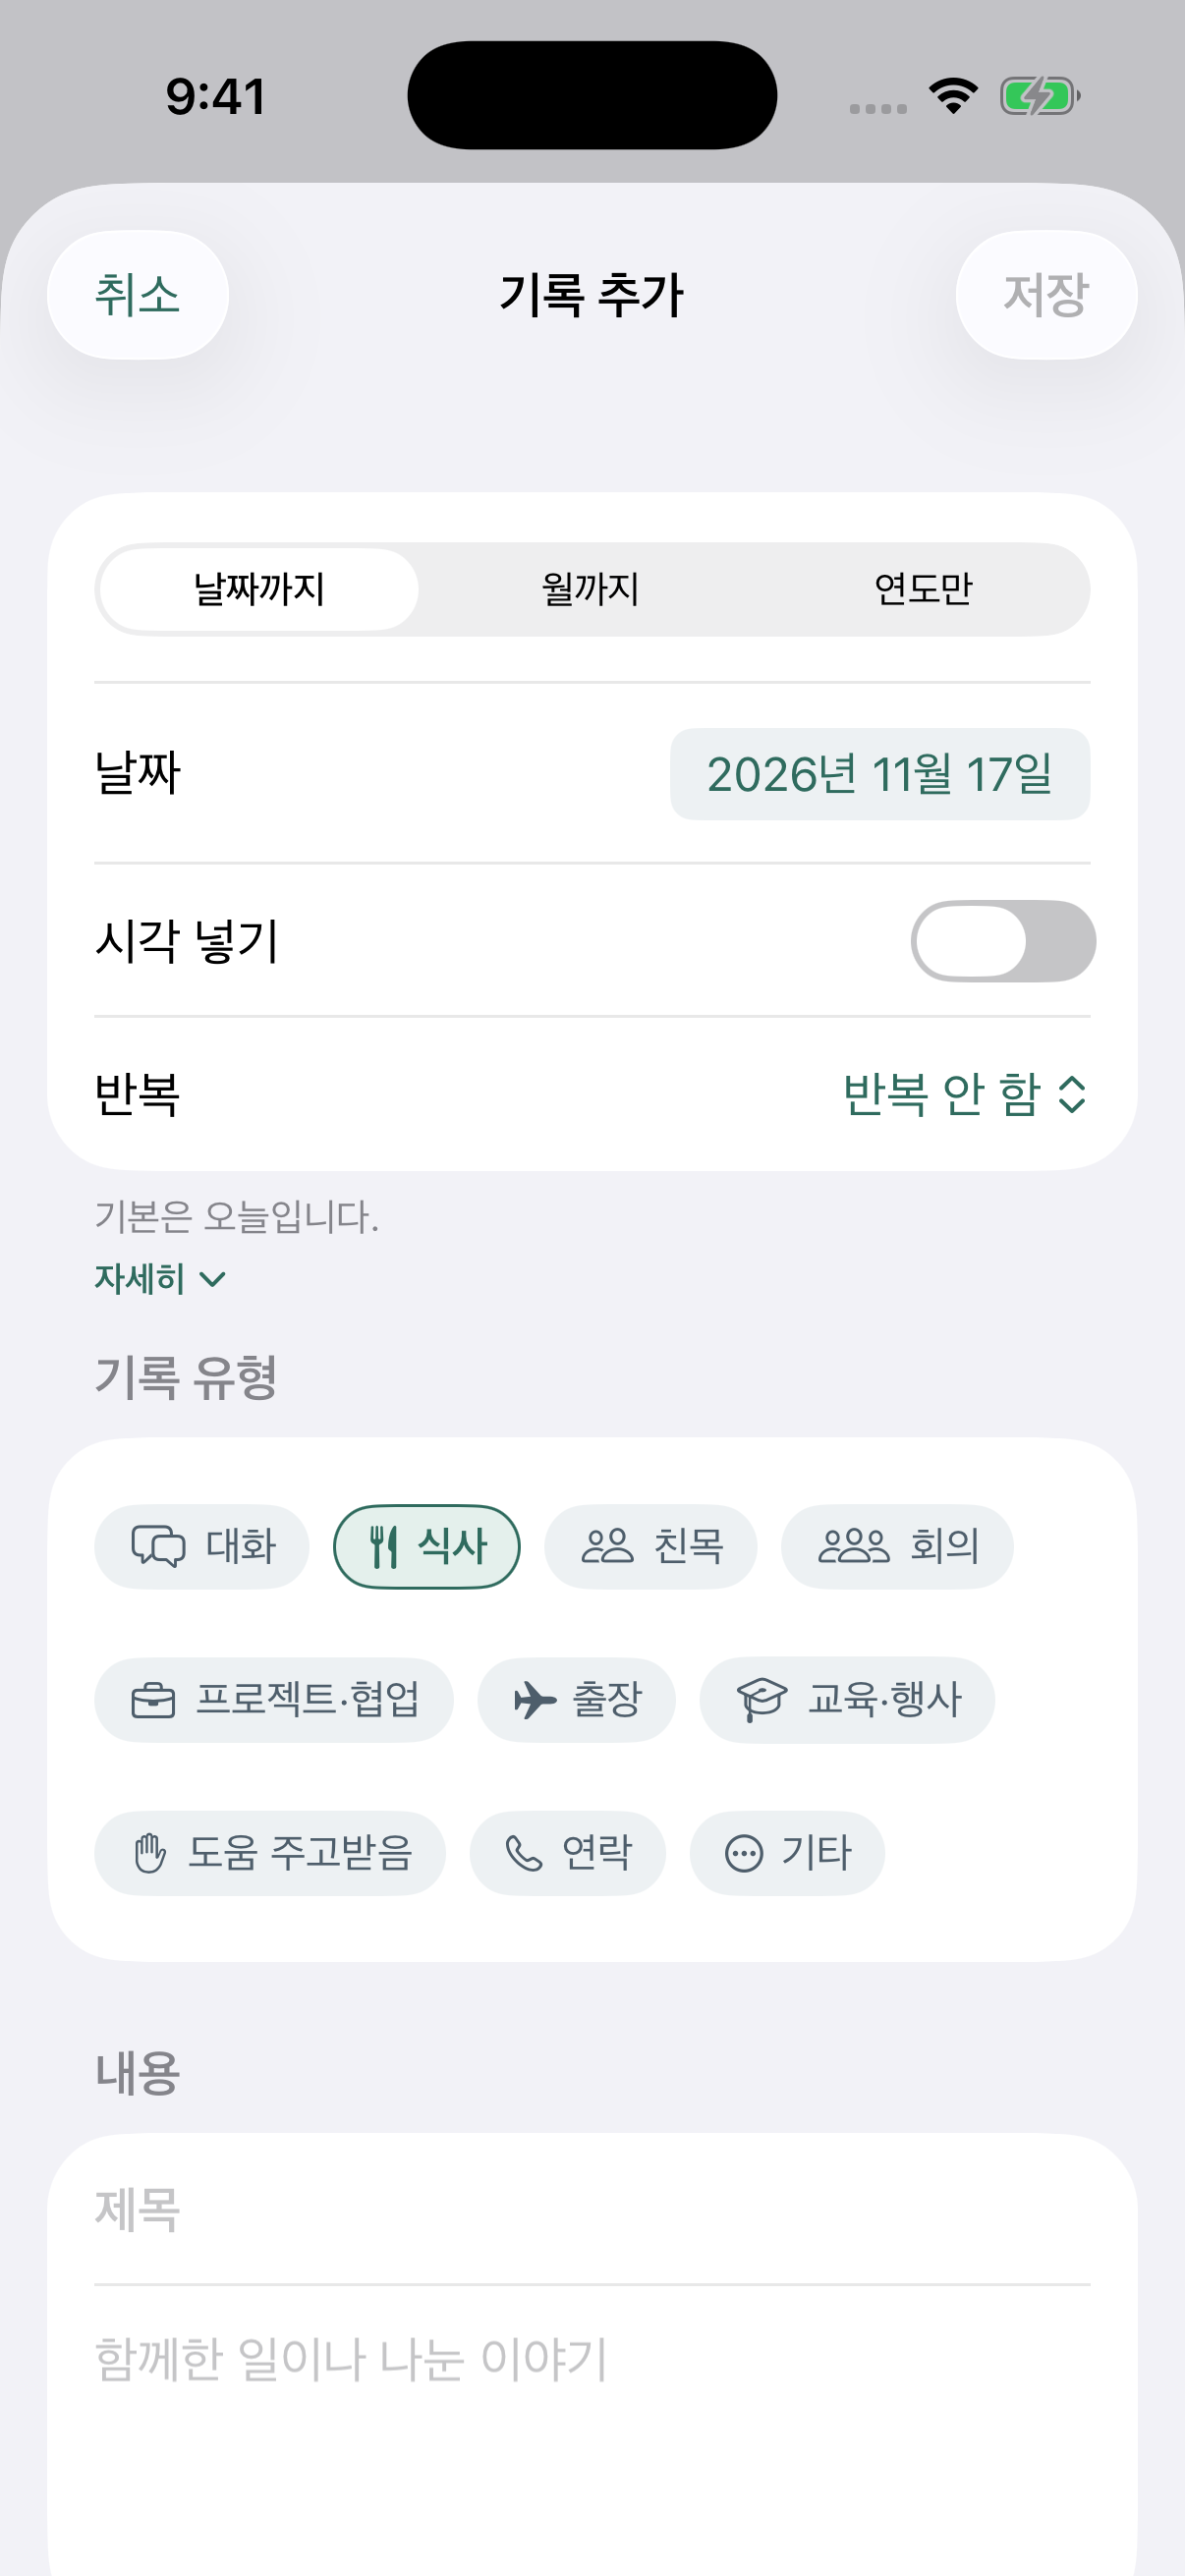 9:41
취소
기록 추가
저장
날짜까지
월까지
연도만
날짜
2026년 11월 17일
시각 넣기
반복
반복 안 함
기본은 오늘입니다.
자세히
기록 유형
대화
식사
친목
회의
프로젝트·협업
출장
교육·행사
도움 주고받음
연락
기타
내용
제목
함께한 일이나 나눈 이야기